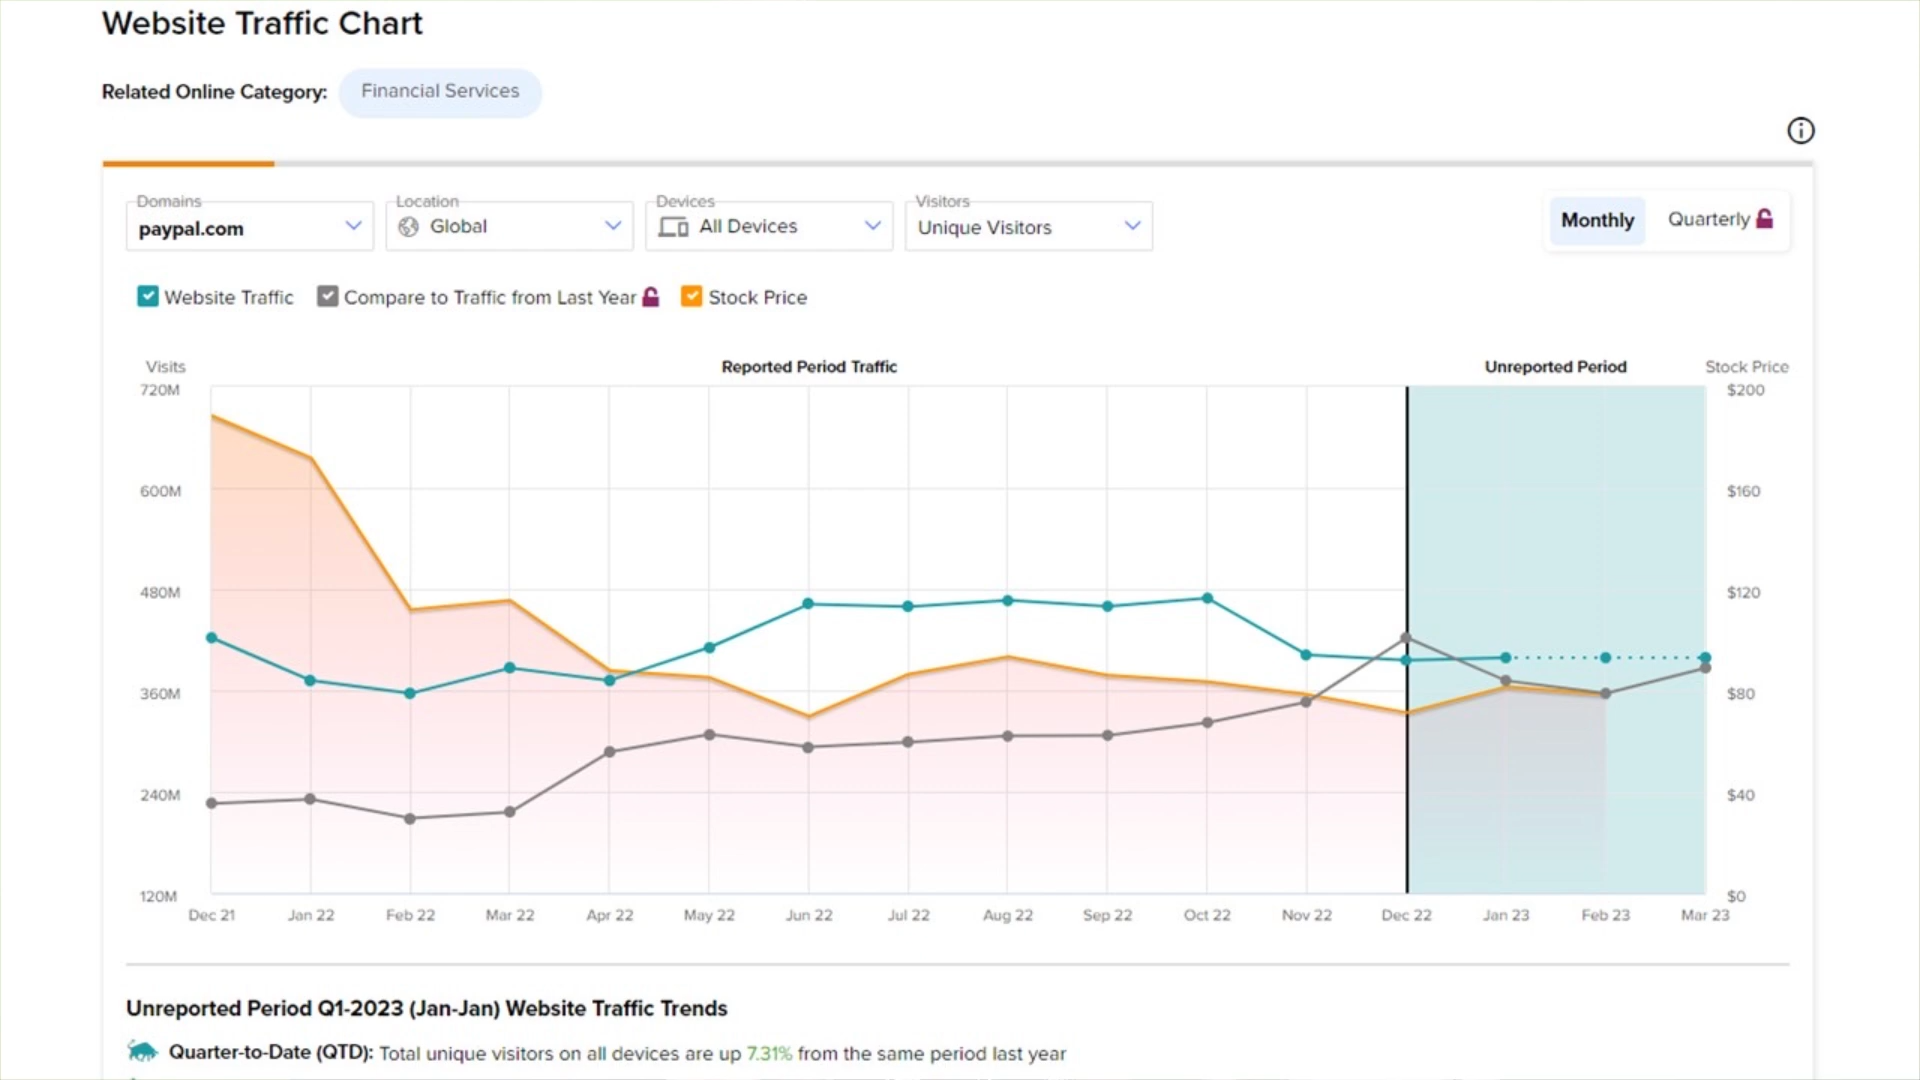 Website Traffic Chart
Related Online Category: Financial Services
Domains Location Devices Visitors
paypal.com Global All Devices Unique Visitors Monthly Quarterly
Website Traffic Compare to Traffic from Last Year Stock Price
Visits Reported Period Traffic Unreported Period Stock Price
720M $200
600M $160
480M $120
360M $80
240M $40
120M $0
Dec 21 Jan 22 Feb 22 Mar 22 Apr 22 May 22 Jun 22 Jul 22 Aug 22 Sep 22 Oct 22 Nov 22 Dec 22 Jan 23 Feb 23 Mar 23
Unreported Period Q1-2023 (Jan-Jan) Website Traffic Trends
Quarter-to-Date (QTD): Total unique visitors on all devices are up 7.31% from the same period last year